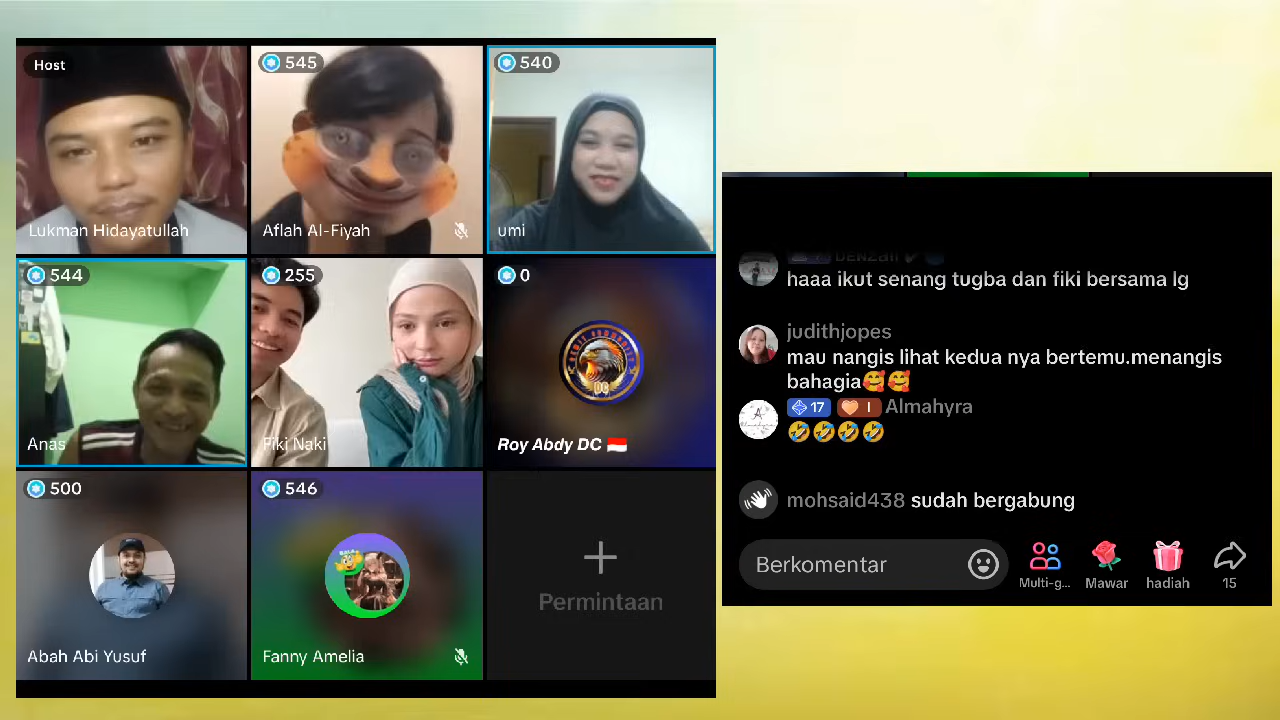 Host
Lukman Hidayatullah
545
Aflah Al-Fiyah
540
umi
544
Anas
255
Fiki Naki
0
DC
Roy Abdy DC
500
Abah Abi Yusuf
546
Fanny Amelia
Permintaan
haaa ikut senang tugba dan fiki bersama lg
judithjopes
mau nangis lihat kedua nya bertemu.menangis
bahagia🥰🥰
17 I Almahyra
🤣🤣🤣🤣
mohsaid438 sudah bergabung
Berkomentar
Multi-g...
Mawar
hadiah
15